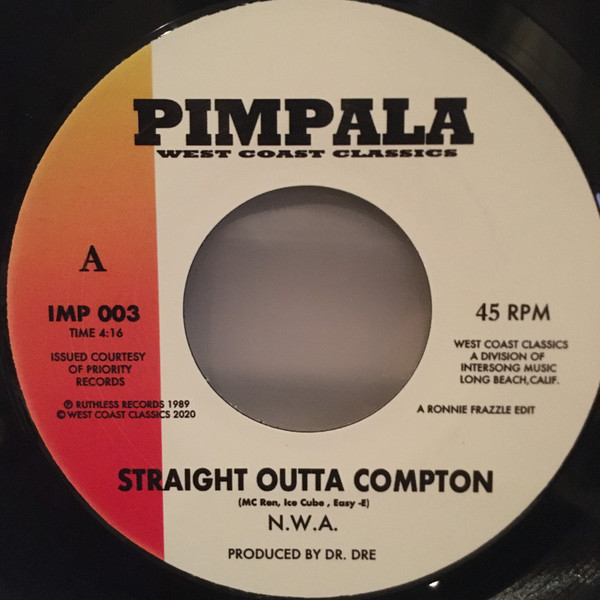 PIMPALA
WEST COAST CLASSICS
A
IMP 003
TIME 4:16
ISSUED COURTESY
OF PRIORITY
RECORDS
℗ RUTHLESS RECORDS 1989
© WEST COAST CLASSICS 2020
45 RPM
WEST COAST CLASSICS
A DIVISION OF
INTERSONG MUSIC
LONG BEACH,CALIF.
A RONNIE FRAZZLE EDIT
STRAIGHT OUTTA COMPTON
(MC Ren, Ice Cube , Easy -E)
N.W.A.
PRODUCED BY DR. DRE